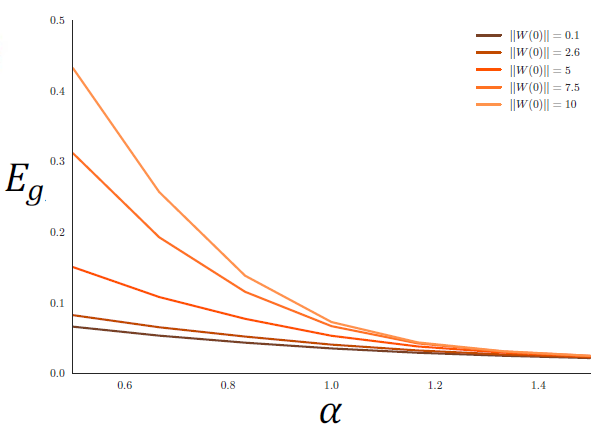 0.5
||W(0)|| = 0.1
||W(0)|| = 2.6
||W(0)|| = 5
||W(0)|| = 7.5
||W(0)|| = 10
0.4
0.3
E_g
0.2
0.1
0.0
0.6 0.8 1.0 1.2 1.4
α